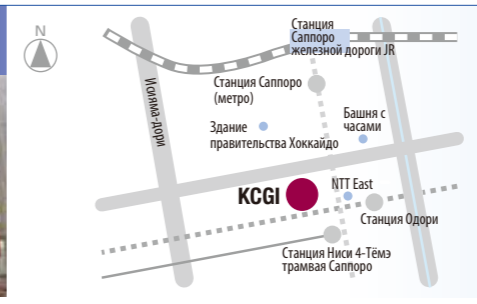 N
Станция
Саппоро
железной дороги JR
Станция Саппоро
(метро)
Исияма-дори
Башня с
часами
Здание
правительства Хоккайдо
KCGI
NTT East
Станция Одори
Станция Ниси 4-Тёмэ
трамвая Саппоро